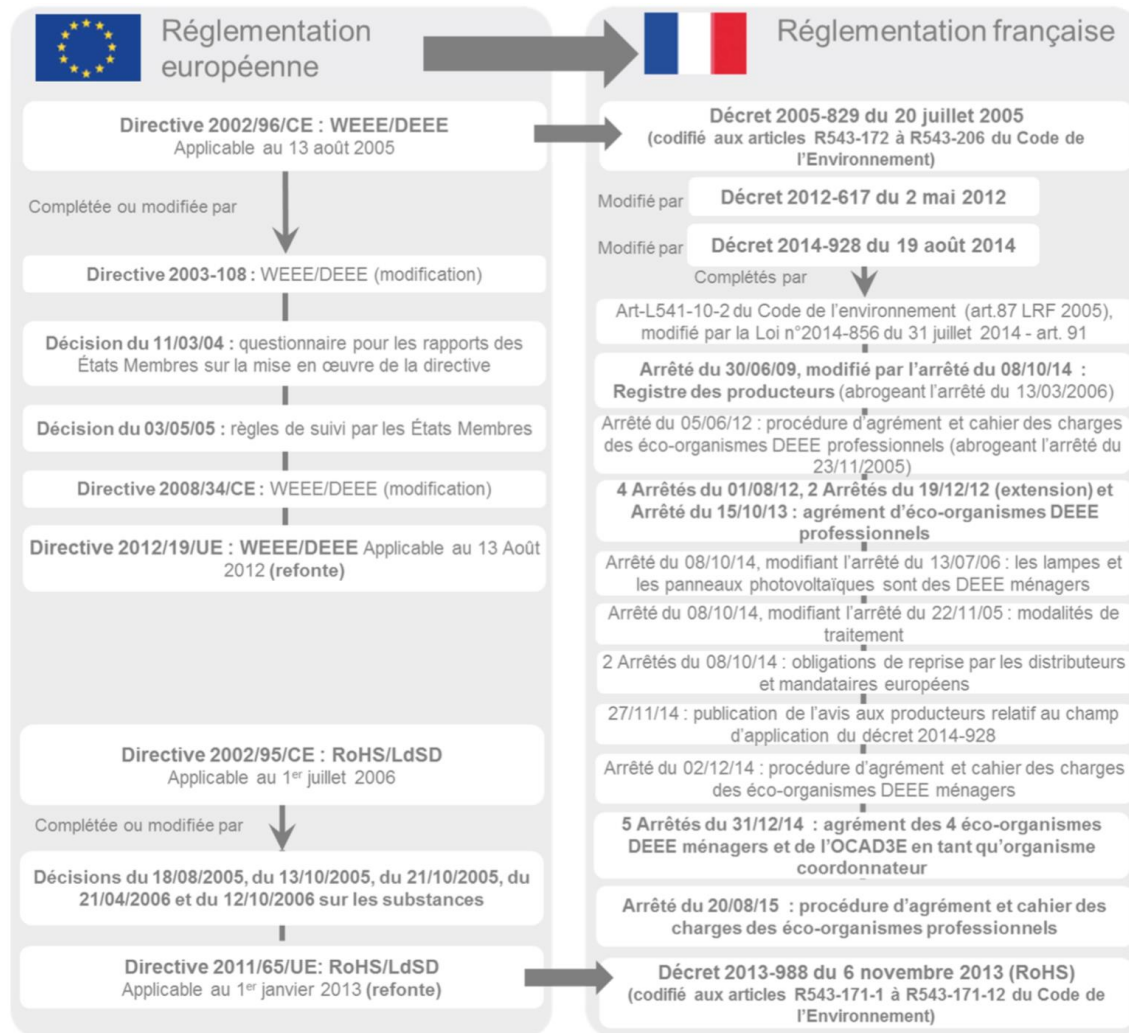 Réglementation
européenne
Directive 2002/96/CE : WEEE/DEEE
Applicable au 13 août 2005
Complétée ou modifiée par
Directive 2003-108 : WEEE/DEEE (modification)
Décision du 11/03/04 : questionnaire pour les rapports des
États Membres sur la mise en œuvre de la directive
Décision du 03/05/05 : règles de suivi par les États Membres
Directive 2008/34/CE : WEEE/DEEE (modification)
Directive 2012/19/UE : WEEE/DEEE Applicable au 13 Août
2012 (refonte)
Directive 2002/95/CE : RoHS/LdSD
Applicable au 1er juillet 2006
Complétée ou modifiée par
Décisions du 18/08/2005, du 13/10/2005, du 21/10/2005, du
21/04/2006 et du 12/10/2006 sur les substances
Directive 2011/65/UE: RoHS/LdSD
Applicable au 1er janvier 2013 (refonte)
Réglementation française
Décret 2005-829 du 20 juillet 2005
(codifié aux articles R543-172 à R543-206 du Code de
l'Environnement)
Modifié par Décret 2012-617 du 2 mai 2012
Modifié par Décret 2014-928 du 19 août 2014
Complétés par
Art-L541-10-2 du Code de l'environnement (art.87 LRF 2005),
modifié par la Loi n°2014-856 du 31 juillet 2014 - art. 91
Arrêté du 30/06/09, modifié par l'arrêté du 08/10/14 :
Registre des producteurs (abrogeant l'arrêté du 13/03/2006)
Arrêté du 05/06/12 : procédure d'agrément et cahier des charges
des éco-organismes DEEE professionnels (abrogeant l'arrêté du
23/11/2005)
4 Arrêtés du 01/08/12, 2 Arrêtés du 19/12/12 (extension) et
Arrêté du 15/10/13 : agrément d'éco-organismes DEEE
professionnels
Arrêté du 08/10/14, modifiant l'arrêté du 13/07/06 : les lampes et
les panneaux photovoltaïques sont des DEEE ménagers
Arrêté du 08/10/14, modifiant l'arrêté du 22/11/05 : modalités de
traitement
2 Arrêtés du 08/10/14 : obligations de reprise par les distributeurs
et mandataires européens
27/11/14 : publication de l'avis aux producteurs relatif au champ
d'application du décret 2014-928
Arrêté du 02/12/14 : procédure d'agrément et cahier des charges
des éco-organismes DEEE ménagers
5 Arrêtés du 31/12/14 : agrément des 4 éco-organismes
DEEE ménagers et de l'OCAD3E en tant qu'organisme
coordonnateur
Arrêté du 20/08/15 : procédure d'agrément et cahier des
charges des éco-organismes professionnels
Décret 2013-988 du 6 novembre 2013 (RoHS)
(codifié aux articles R543-171-1 à R543-171-12 du Code de
l'Environnement)